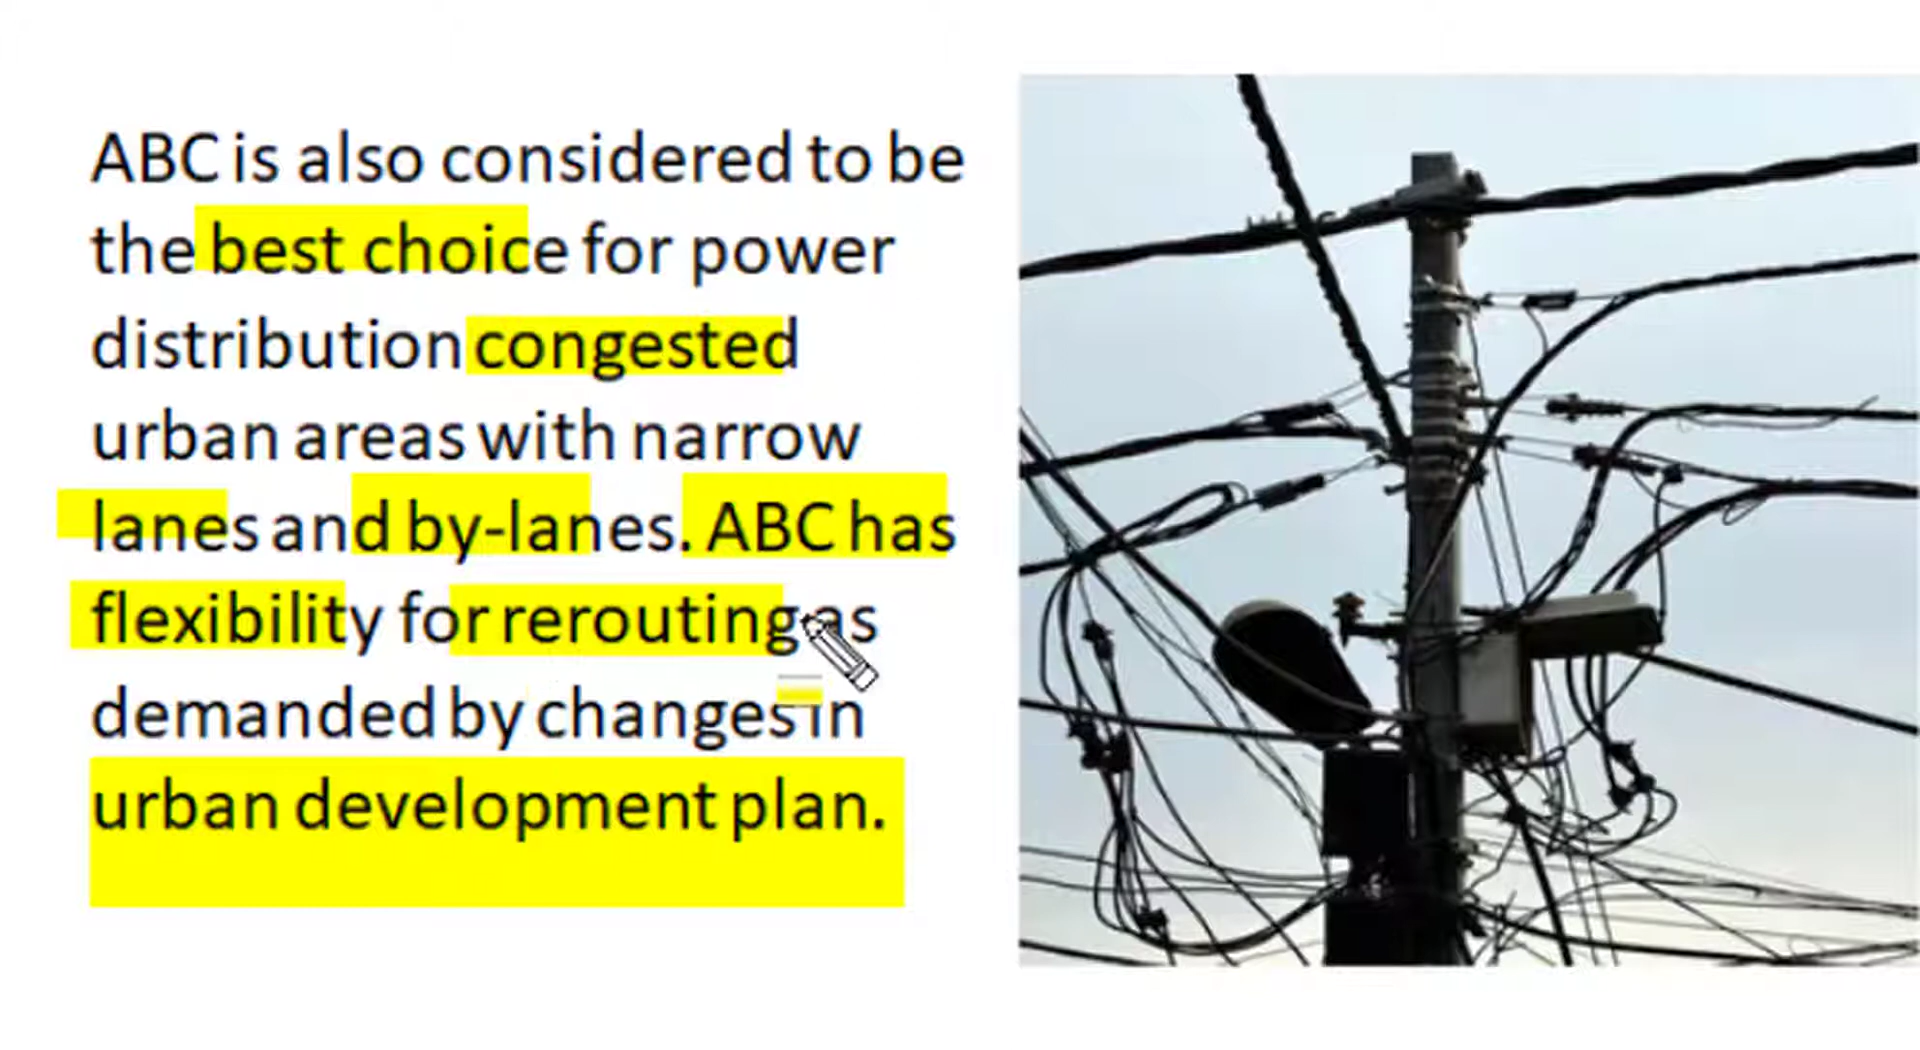 ABC is also considered to be
the best choice for power
distribution congested
urban areas with narrow
lanes and by-lanes. ABC has
flexibility for rerouting as
demanded by changes in
urban development plan.